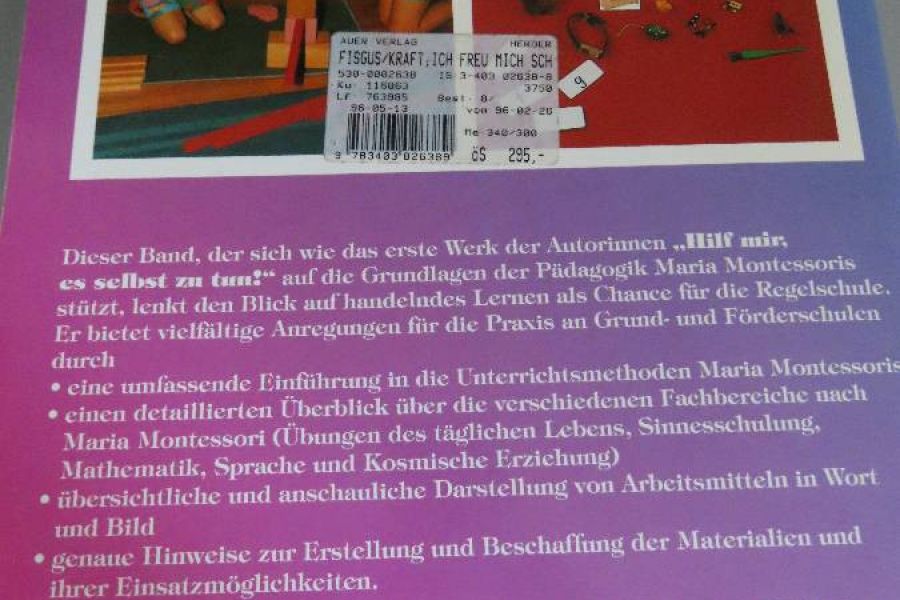 AUER VERLAG HERDER
FISGUS/KRAFT;ICH FREU MICH SCH
530-0002638 IS 3-403 02638-8
Ku: 116063 3750
Lf: 763985 Best. 8/
96-05-13 von 96-02-26
Me 340/300
9 783403 026389 öS 295,-
9
Dieser Band, der sich wie das erste Werk der Autorinnen „Hilf mir,
es selbst zu tun!“ auf die Grundlagen der Pädagogik Maria Montessoris
stützt, lenkt den Blick auf handelndes Lernen als Chance für die Regelschule.
Er bietet vielfältige Anregungen für die Praxis an Grund- und Förderschulen
durch
• eine umfassende Einführung in die Unterrichtsmethoden Maria Montessoris
• einen detaillierten Überblick über die verschiedenen Fachbereiche nach
Maria Montessori (Übungen des täglichen Lebens, Sinnesschulung,
Mathematik, Sprache und Kosmische Erziehung)
• übersichtliche und anschauliche Darstellung von Arbeitsmitteln in Wort
und Bild
• genaue Hinweise zur Erstellung und Beschaffung der Materialien und
ihrer Einsatzmöglichkeiten.